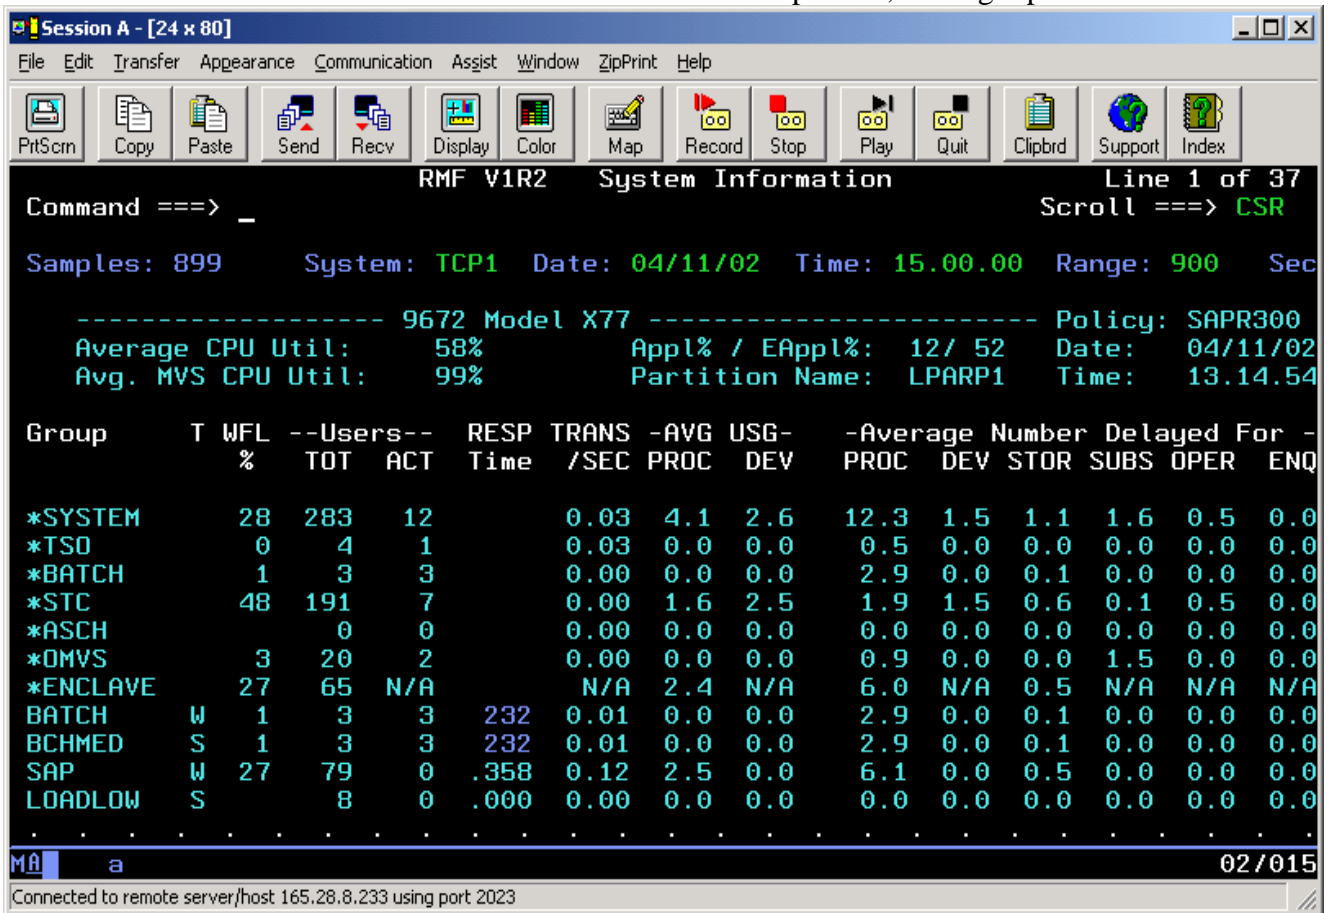 Session A - [24 x 80]
File Edit Transfer Appearance Communication Assist Window ZipPrint Help
PrtScrn Copy Paste Send Recv Display Color Map Record Stop Play Quit Clipbrd Support Index
RMF V1R2 System Information Line 1 of 37
Command ===> _ Scroll ===> CSR
Samples: 899 System: TCP1 Date: 04/11/02 Time: 15.00.00 Range: 900 Sec
------------------- 9672 Model X77 ------------------------ Policy: SAPR300
Average CPU Util: 58% Appl% / EAppl%: 12/ 52 Date: 04/11/02
Avg. MVS CPU Util: 99% Partition Name: LPARP1 Time: 13.14.54
Group T WFL --Users-- RESP TRANS -AVG USG- -Average Number Delayed For -
% TOT ACT Time /SEC PROC DEV PROC DEV STOR SUBS OPER ENQ
*SYSTEM 28 283 12 0.03 4.1 2.6 12.3 1.5 1.1 1.6 0.5 0.0
*TSO 0 4 1 0.03 0.0 0.0 0.5 0.0 0.0 0.0 0.0 0.0
*BATCH 1 3 3 0.00 0.0 0.0 2.9 0.0 0.1 0.0 0.0 0.0
*STC 48 191 7 0.00 1.6 2.5 1.9 1.5 0.6 0.1 0.5 0.0
*ASCH 0 0 0.00 0.0 0.0 0.0 0.0 0.0 0.0 0.0 0.0
*OMVS 3 20 2 0.00 0.0 0.0 0.9 0.0 0.0 1.5 0.0 0.0
*ENCLAVE 27 65 N/A N/A 2.4 N/A 6.0 N/A 0.5 N/A N/A N/A
BATCH W 1 3 3 232 0.01 0.0 0.0 2.9 0.0 0.1 0.0 0.0 0.0
BCHMED S 1 3 3 232 0.01 0.0 0.0 2.9 0.0 0.1 0.0 0.0 0.0
SAP W 27 79 0 .358 0.12 2.5 0.0 6.1 0.0 0.5 0.0 0.0 0.0
LOADLOW S 8 0 .000 0.00 0.0 0.0 0.0 0.0 0.0 0.0 0.0 0.0
. . . . . . . . . . . . . . . . . . . . . . . . . . .
MA a 02/015
Connected to remote server/host 165.28.8.233 using port 2023